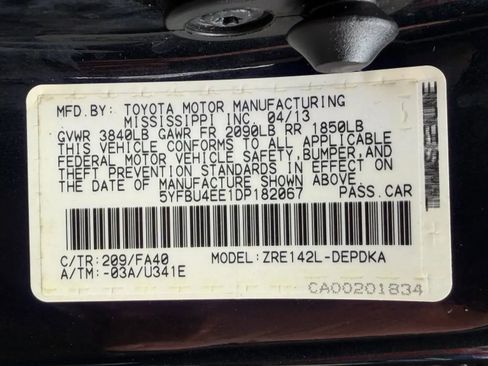 MFD.BY: TOYOTA MOTOR MANUFACTURING
MISSISSIPPI INC. 04/13
GVWR 3840LB GAWR FR 2090LB RR 1850LB
THIS VEHICLE CONFORMS TO ALL APPLICABLE
FEDERAL MOTOR VEHICLE SAFETY,BUMPER,AND
THEFT PREVENTION STANDARDS IN EFFECT ON
THE DATE OF MANUFACTURE SHOWN ABOVE.
5YFBU4EE1DP182067 PASS.CAR
C/TR:209/FA40 MODEL:ZRE142L-DEPDKA
A/TM:-03A/U341E
CA00201834